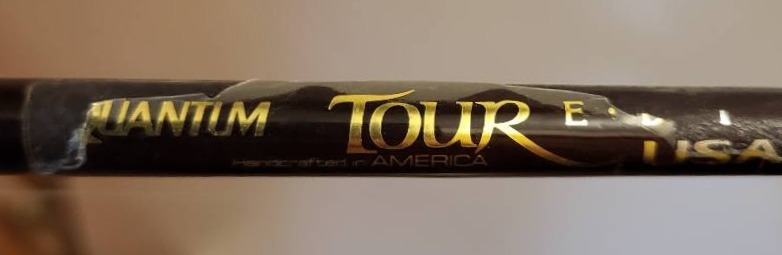 QUANTUM TOUR E · D I
Handcrafted in AMERICA
USA